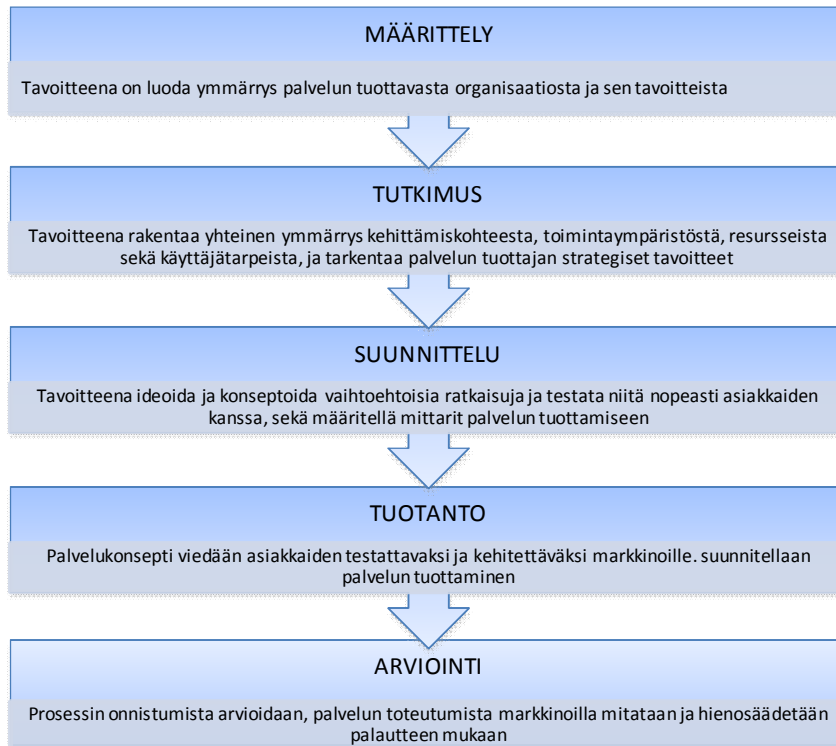 MÄÄRITTELY
Tavoitteena on luoda ymmärrys palvelun tuottavasta organisaatiosta ja sen tavoitteista
TUTKIMUS
Tavoitteena rakentaa yhteinen ymmärrys kehittämiskohteesta, toimintaympäristöstä, resursseista
sekä käyttäjätarpeista, ja tarkentaa palvelun tuottajan strategiset tavoitteet
SUUNNITTELU
Tavoitteena ideoida ja konseptoida vaihtoehtoisia ratkaisuja ja testata niitä nopeasti asiakkaiden
kanssa, sekä määritellä mittarit palvelun tuottamiseen
TUOTANTO
Palvelukonsepti viedään asiakkaiden testattavaksi ja kehitettäväksi markkinoille. suunnitellaan
palvelun tuottaminen
ARVIOINTI
Prosessin onnistumista arvioidaan, palvelun toteutumista markkinoilla mitataan ja hienosäädetään
palautteen mukaan